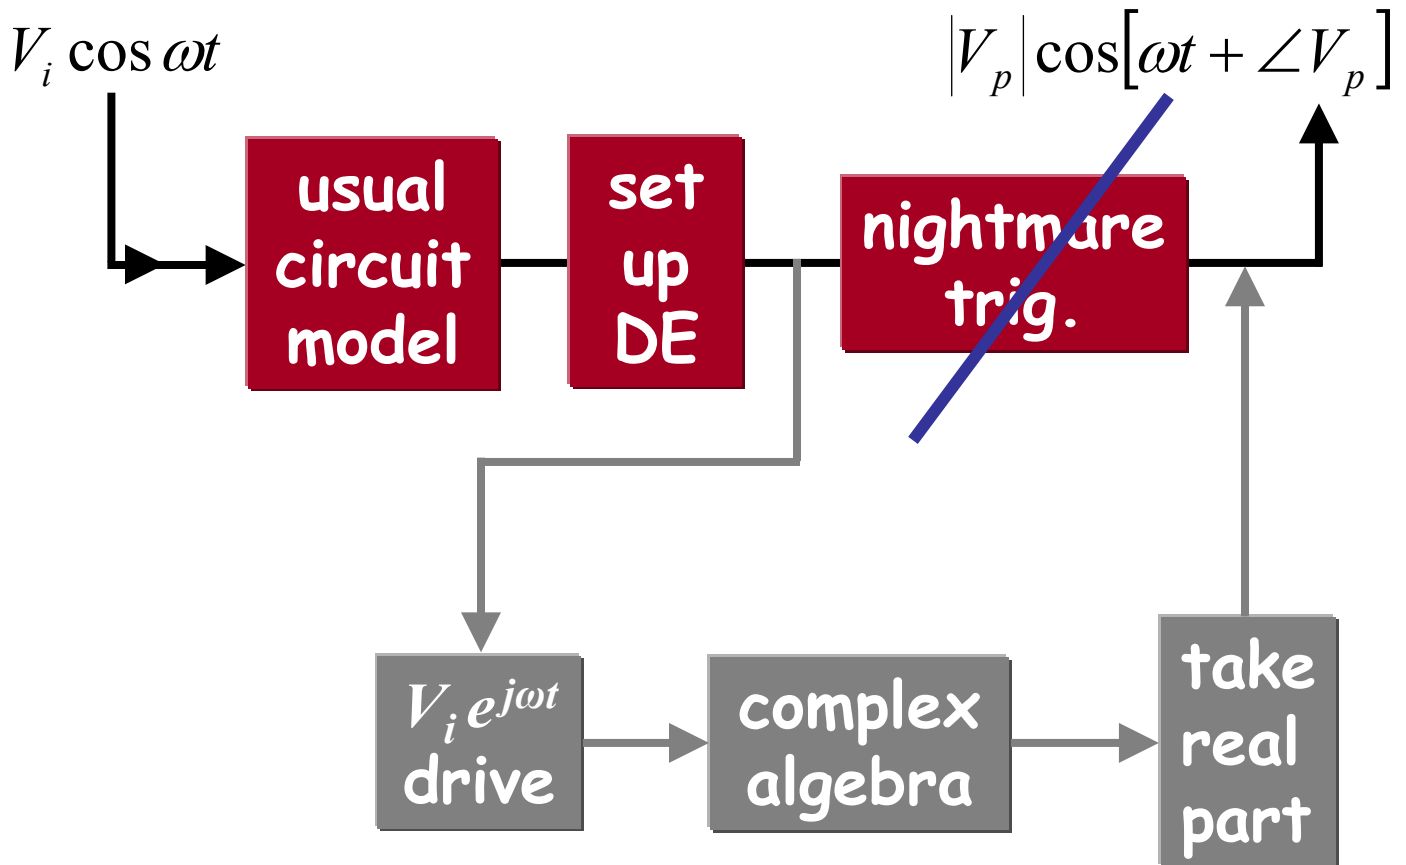 V_i cos ωt
|V_p| cos[ωt + ∠V_p]
usual
circuit
model
set
up
DE
nightmare
trig.
V_i e^{jωt}
drive
complex
algebra
take
real
part